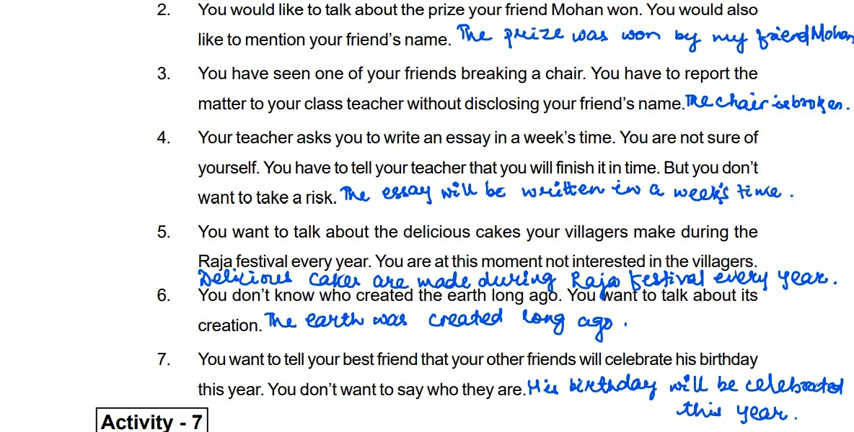 2. You would like to talk about the prize your friend Mohan won. You would also
like to mention your friend's name. The prize was won by my friend Mohan
3. You have seen one of your friends breaking a chair. You have to report the
matter to your class teacher without disclosing your friend's name. The chair is broken.
4. Your teacher asks you to write an essay in a week's time. You are not sure of
yourself. You have to tell your teacher that you will finish it in time. But you don't
want to take a risk. The essay will be written in a week's time.
5. You want to talk about the delicious cakes your villagers make during the
Raja festival every year. You are at this moment not interested in the villagers.
Delicious cakes are made during Raja festival every year.
6. You don't know who created the earth long ago. You want to talk about its
creation. The earth was created long ago.
7. You want to tell your best friend that your other friends will celebrate his birthday
this year. You don't want to say who they are. His birthday will be celebrated
this year.
Activity - 7